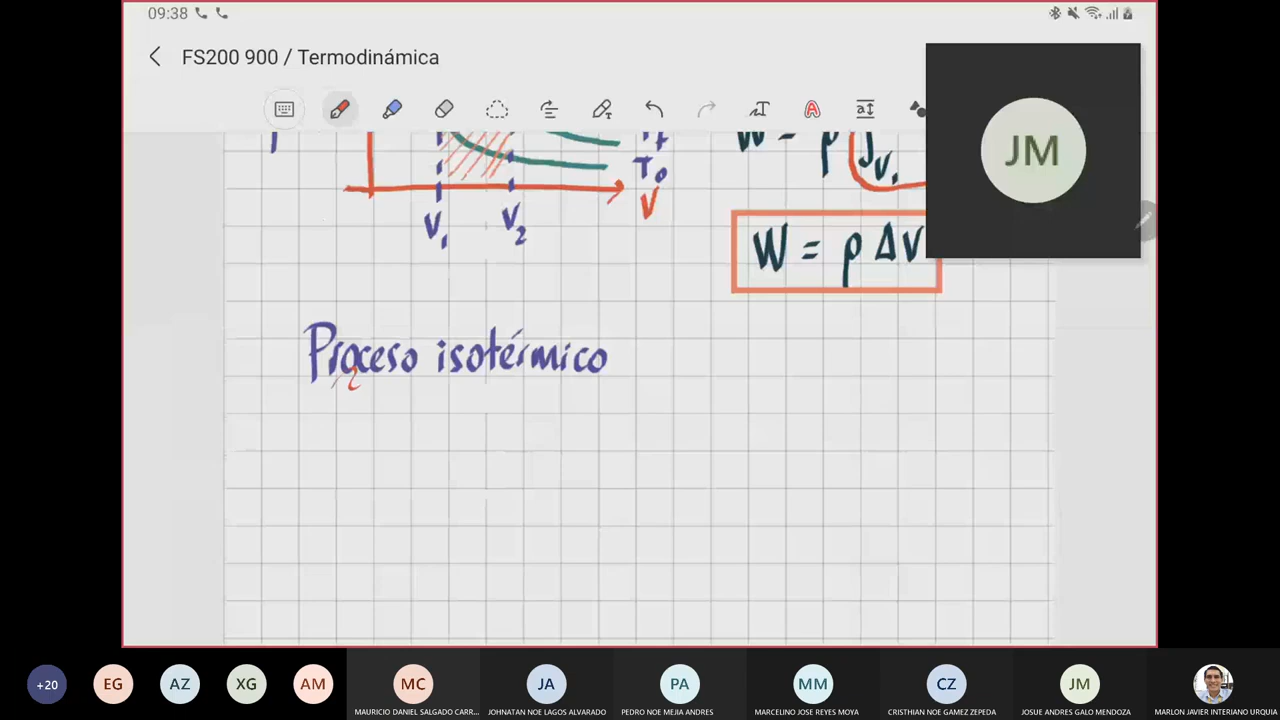 09:38
FS200 900 / Termodinámica
JM
W = p ∫V₁
T₀
V
V₁
V₂
W = p ΔV
Proceso isotérmico
+20
EG
AZ
XG
AM
MC
JA
PA
MM
CZ
JM
MAURICIO DANIEL SALGADO CARR...
JOHNATAN NOE LAGOS ALVARADO
PEDRO NOE MEJIA ANDRES
MARCELINO JOSE REYES MOYA
CRISTHIAN NOE GAMEZ ZEPEDA
JOSUE ANDRES GALO MENDOZA
MARLON JAVIER INTERIANO URQUIA